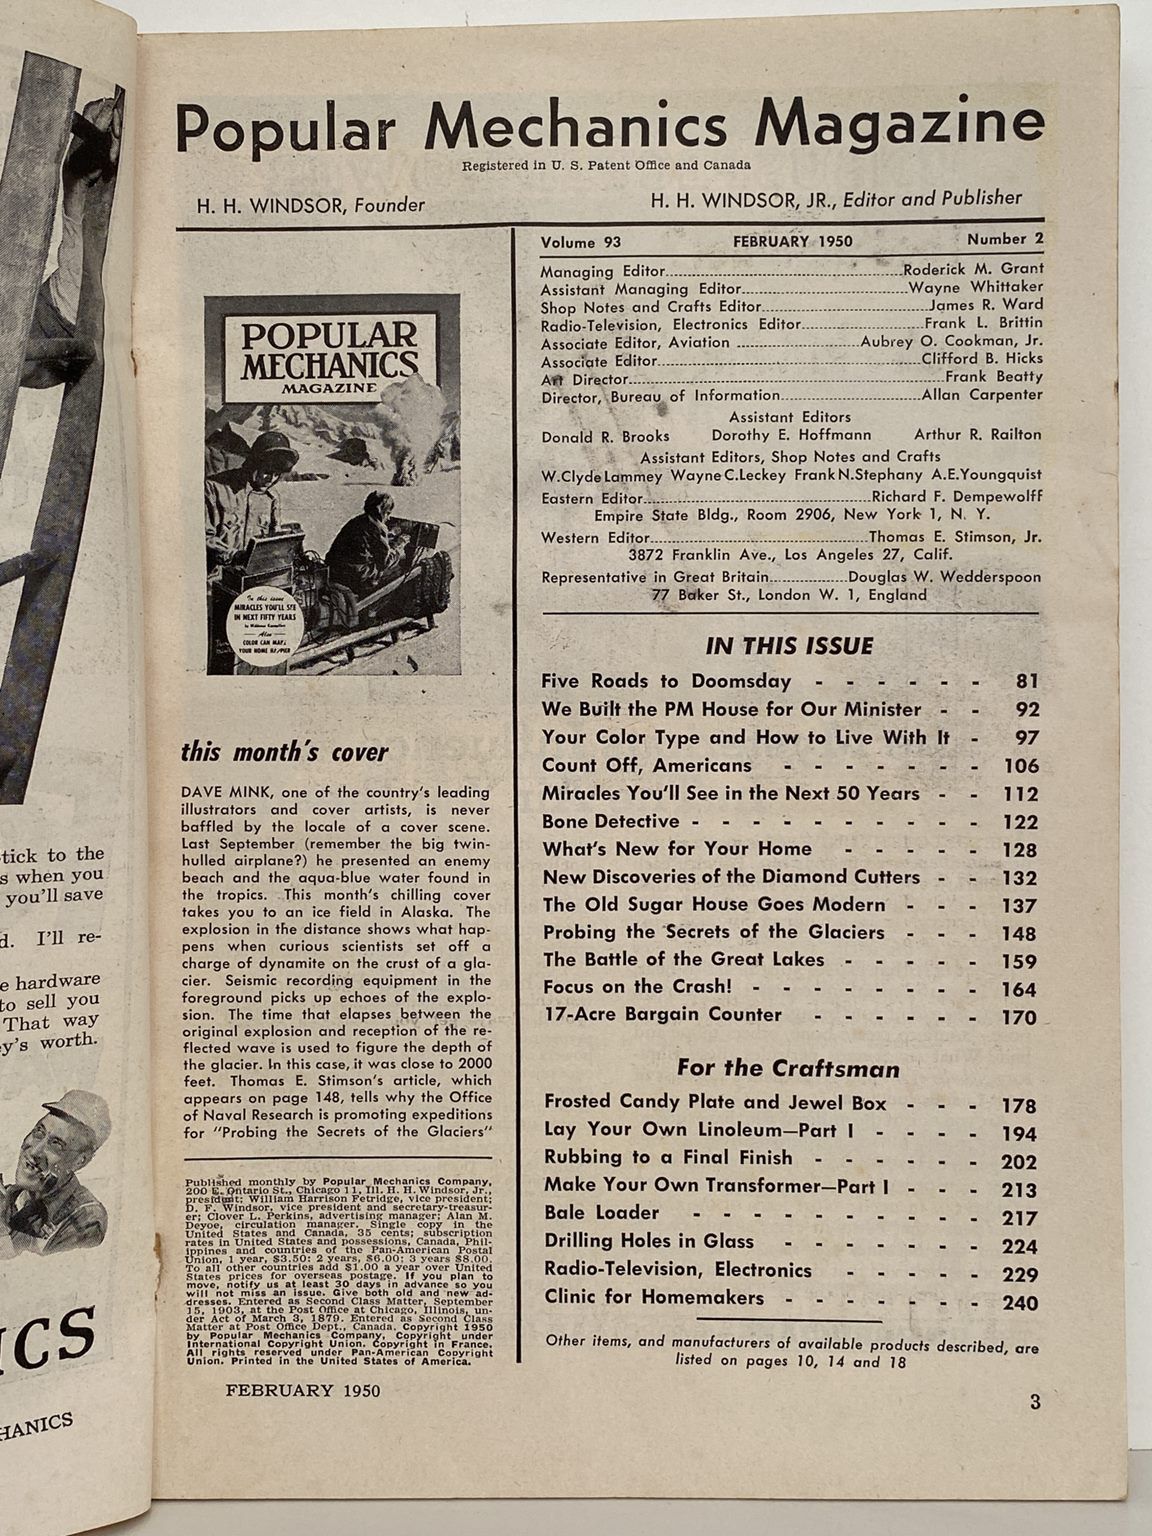 -tick to the
s when you
you'll save
d. I'll re-
e hardware
to sell you
That way
ey's worth.
ICS
HANICS
Popular Mechanics Magazine
Registered in U. S. Patent Office and Canada
H. H. WINDSOR, Founder
H. H. WINDSOR, JR., Editor and Publisher
POPULAR
MECHANICS
MAGAZINE
In this issue
MIRACLES YOU'LL SEE
IN NEXT FIFTY YEARS
Also
COLOR CAN MAKE
YOUR HOME HAPPIER
this month's cover
DAVE MINK, one of the country's leading
illustrators and cover artists, is never
baffled by the locale of a cover scene.
Last September (remember the big twin-
hulled airplane?) he presented an enemy
beach and the aqua-blue water found in
the tropics. This month's chilling cover
takes you to an ice field in Alaska. The
explosion in the distance shows what hap-
pens when curious scientists set off a
charge of dynamite on the crust of a gla-
cier. Seismic recording equipment in the
foreground picks up echoes of the explo-
sion. The time that elapses between the
original explosion and reception of the re-
flected wave is used to figure the depth of
the glacier. In this case, it was close to 2000
feet. Thomas E. Stimson's article, which
appears on page 148, tells why the Office
of Naval Research is promoting expeditions
for "Probing the Secrets of the Glaciers"
Published monthly by Popular Mechanics Company,
200 E. Ontario St., Chicago 11, Ill. H. H. Windsor, Jr.,
president; William Harrison Fetridge, vice president;
D. F. Windsor, vice president and secretary-treasur-
er; Clover L. Perkins, advertising manager; Alan M.
Deyoe, circulation manager. Single copy in the
United States and Canada, 35 cents; subscription
rates in United States and possessions, Canada, Phil-
ippines and countries of the Pan-American Postal
Union, 1 year, $3.50; 2 years, $6.00; 3 years $8.00.
To all other countries add $1.00 a year over United
States prices for overseas postage. If you plan to
move, notify us at least 30 days in advance so you
will not miss an issue. Give both old and new ad-
dresses. Entered as Second Class Matter, September
15, 1903, at the Post Office at Chicago, Illinois, un-
der Act of March 3, 1879. Entered as Second Class
Matter at Post Office Dept., Canada. Copyright 1950
by Popular Mechanics Company, Copyright under
International Copyright Union. Copyright in France.
All rights reserved under Pan-American Copyright
Union. Printed in the United States of America.
Volume 93 FEBRUARY 1950 Number 2
Managing Editor Roderick M. Grant
Assistant Managing Editor Wayne Whittaker
Shop Notes and Crafts Editor James R. Ward
Radio-Television, Electronics Editor Frank L. Brittin
Associate Editor, Aviation Aubrey O. Cookman, Jr.
Associate Editor Clifford B. Hicks
Art Director Frank Beatty
Director, Bureau of Information Allan Carpenter
Assistant Editors
Donald R. Brooks Dorothy E. Hoffmann Arthur R. Railton
Assistant Editors, Shop Notes and Crafts
W. Clyde Lammey Wayne C. Leckey Frank N. Stephany A. E. Youngquist
Eastern Editor Richard F. Dempewolff
Empire State Bldg., Room 2906, New York 1, N. Y.
Western Editor Thomas E. Stimson, Jr.
3872 Franklin Ave., Los Angeles 27, Calif.
Representative in Great Britain Douglas W. Wedderspoon
77 Baker St., London W. 1, England
IN THIS ISSUE
Five Roads to Doomsday - - - - - - 81
We Built the PM House for Our Minister - - 92
Your Color Type and How to Live With It - 97
Count Off, Americans - - - - - - - 106
Miracles You'll See in the Next 50 Years - - 112
Bone Detective - - - - - - - - - - 122
What's New for Your Home - - - - - 128
New Discoveries of the Diamond Cutters - - 132
The Old Sugar House Goes Modern - - - 137
Probing the Secrets of the Glaciers - - - 148
The Battle of the Great Lakes - - - - - 159
Focus on the Crash! - - - - - - - - 164
17-Acre Bargain Counter - - - - - - 170
For the Craftsman
Frosted Candy Plate and Jewel Box - - - 178
Lay Your Own Linoleum—Part I - - - - 194
Rubbing to a Final Finish - - - - - - 202
Make Your Own Transformer—Part I - - - 213
Bale Loader - - - - - - - - - - 217
Drilling Holes in Glass - - - - - - - 224
Radio-Television, Electronics - - - - - 229
Clinic for Homemakers - - - - - - - 240
Other items, and manufacturers of available products described, are
listed on pages 10, 14 and 18
FEBRUARY 1950
3